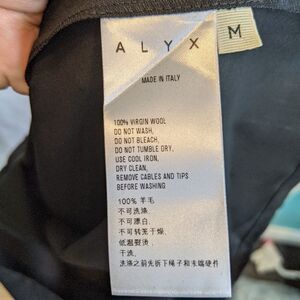 ALYX
M
MADE IN ITALY
100% VIRGIN WOOL
DO NOT WASH,
DO NOT BLEACH,
DO NOT TUMBLE DRY,
USE COOL IRON,
DRY CLEAN,
REMOVE CABLES AND TIPS
BEFORE WASHING
100% 羊毛
不可洗涤,
不可漂白,
不可转笼干燥,
低温熨烫
干洗,
洗涤之前先拆下绳子和末端硬件